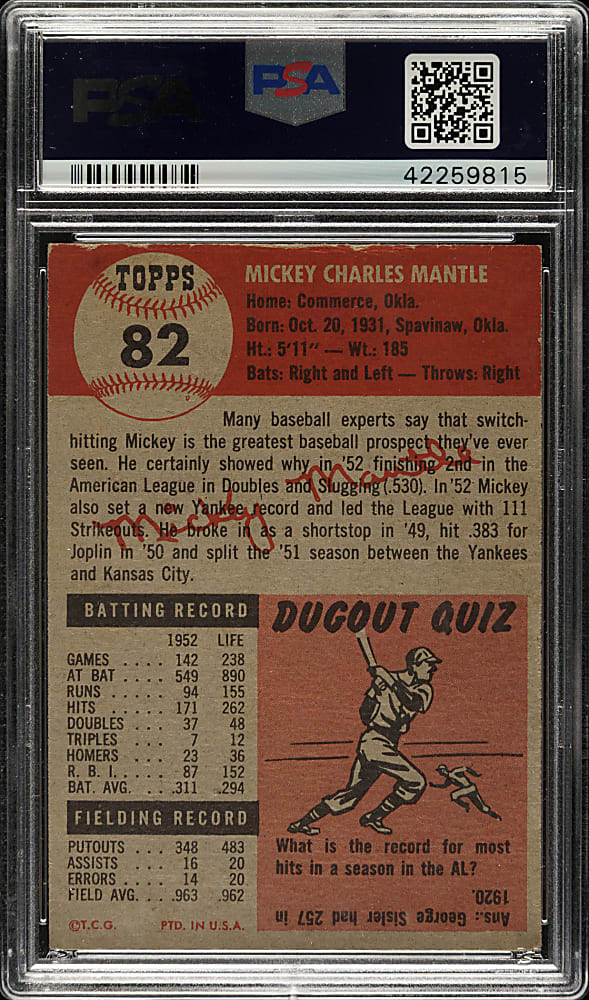 PSA
PSA
42259815
TOPPS
82
MICKEY CHARLES MANTLE
Home: Commerce, Okla.
Born: Oct. 20, 1931, Spavinaw, Okla.
Ht.: 5'11" — Wt.: 185
Bats: Right and Left — Throws: Right
Many baseball experts say that switch-
hitting Mickey is the greatest baseball prospect they've ever
seen. He certainly showed why in '52 finishing 2nd in the
American League in Doubles and Slugging (.530). In '52 Mickey
also set a new Yankee record and led the League with 111
Strikeouts. He broke in as a shortstop in '49, hit .383 for
Joplin in '50 and split the '51 season between the Yankees
and Kansas City.
Mickey Mantle
BATTING RECORD
1952 LIFE
GAMES .... 142 238
AT BAT .... 549 890
RUNS ..... 94 155
HITS ..... 171 262
DOUBLES .... 37 48
TRIPLES .... 7 12
HOMERS .... 23 36
R. B. I. .... 87 152
BAT. AVG. ... .311 .294
FIELDING RECORD
PUTOUTS ... 348 483
ASSISTS .... 16 20
ERRORS .... 14 20
FIELD AVG. ... .963 .962
©T.C.G. PTD. IN U.S.A.
DUGOUT QUIZ
What is the record for most
hits in a season in the AL?
Ans.: George Sisler had 257 in
1920.